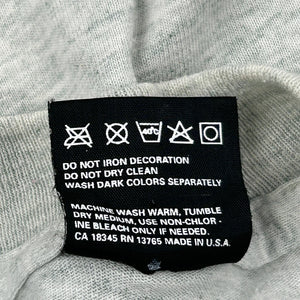 40°C
DO NOT IRON DECORATION
DO NOT DRY CLEAN
WASH DARK COLORS SEPARATELY
MACHINE WASH WARM, TUMBLE
DRY MEDIUM, USE NON-CHLOR-
INE BLEACH ONLY IF NEEDED.
CA 18345 RN 13765 MADE IN U.S.A.